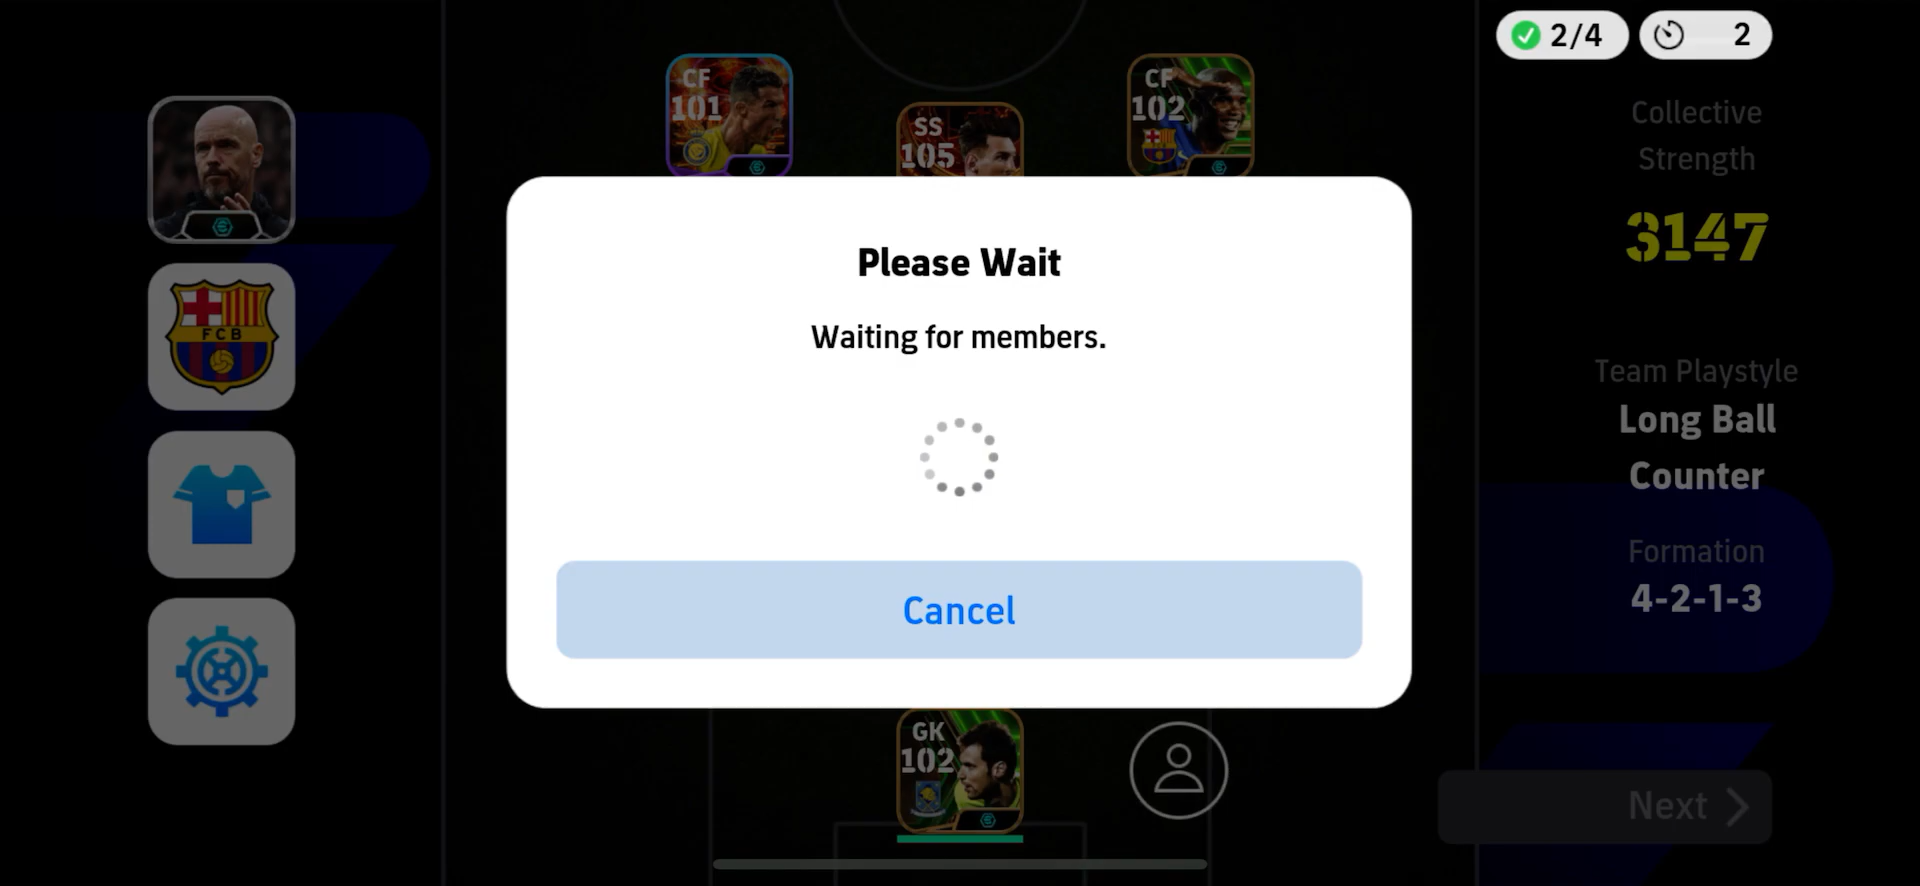 2/4
2
CF
101
SS
105
CF
102
Collective
Strength
3147
FCB
Please Wait
Waiting for members.
Cancel
Team Playstyle
Long Ball
Counter
Formation
4-2-1-3
GK
102
Next